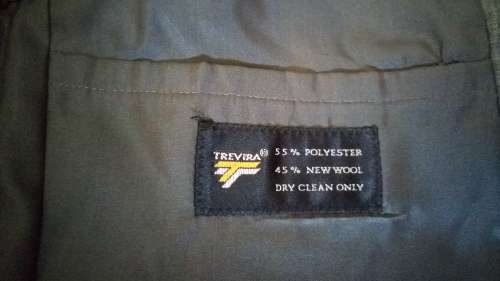 TREVIRA®
55% POLYESTER
45% NEW WOOL
DRY CLEAN ONLY